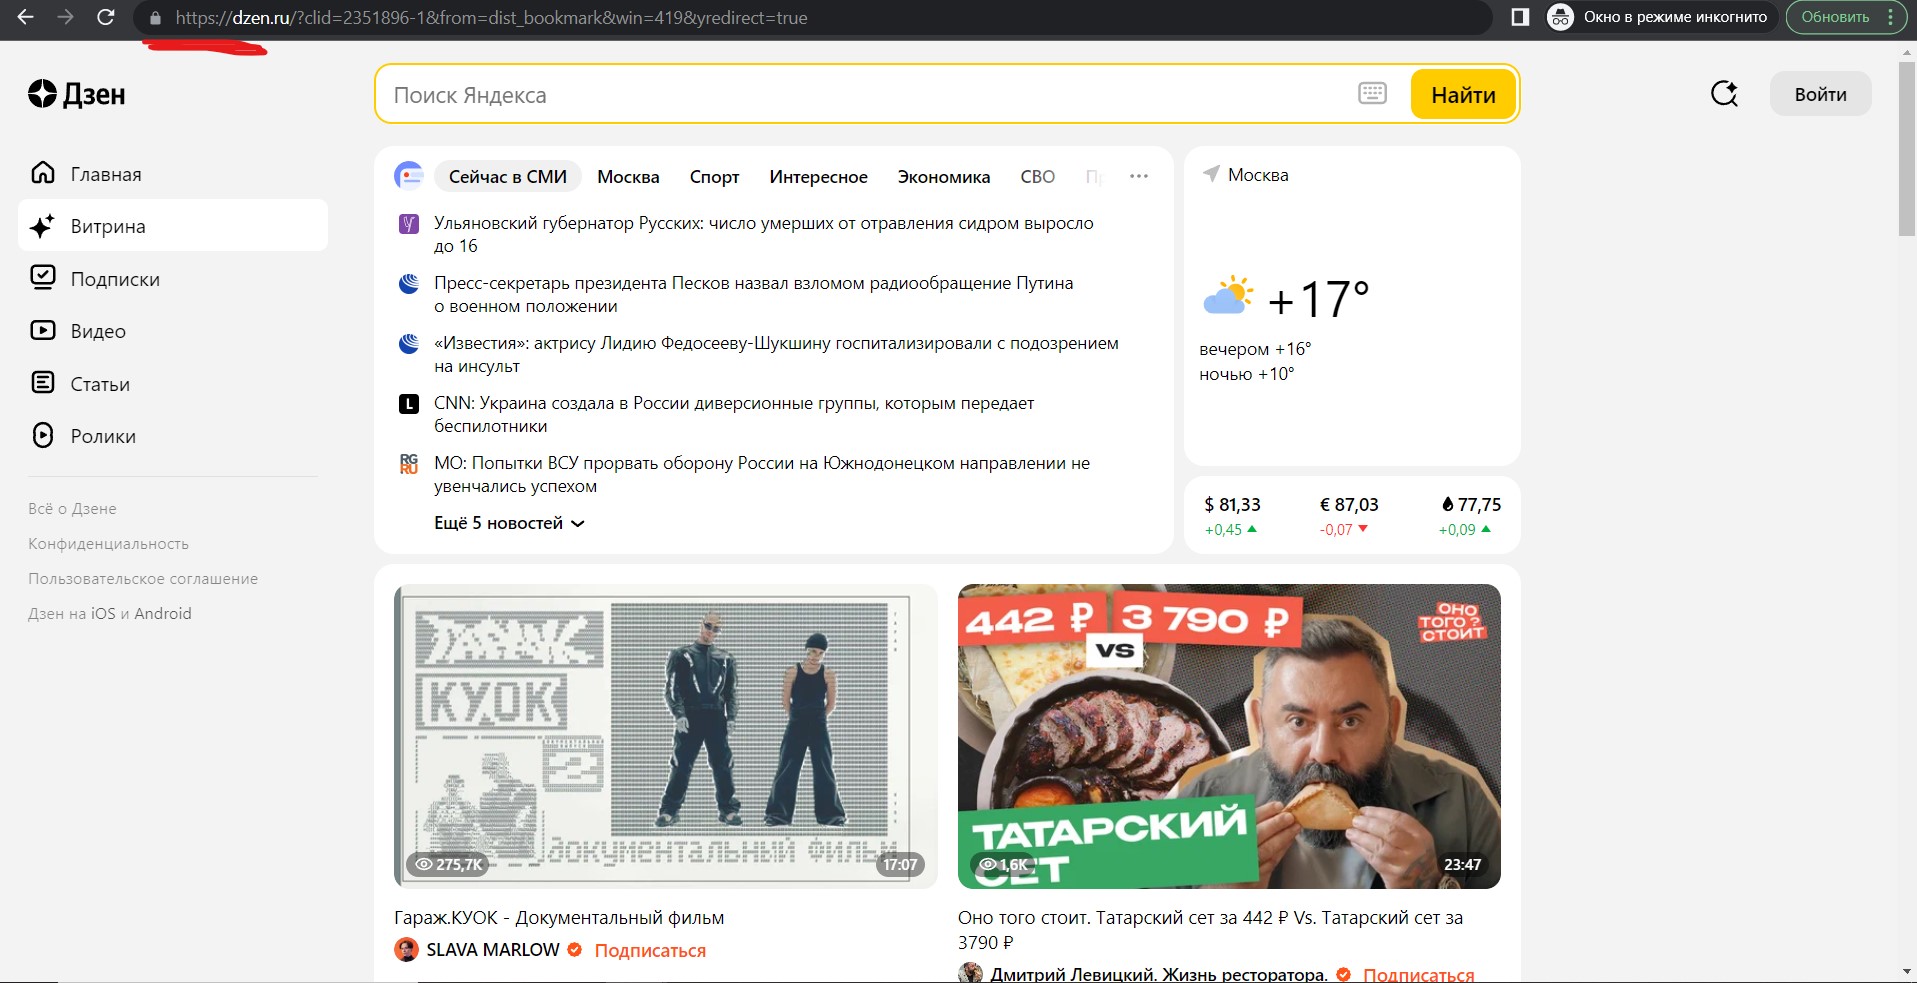 https://dzen.ru/?clid=2351896-1&from=dist_bookmark&win=419&yredirect=true
Окно в режиме инкогнито
Обновить
Дзен
Поиск Яндекса
Найти
Войти
Главная
Витрина
Подписки
Видео
Статьи
Ролики
Всё о Дзене
Конфиденциальность
Пользовательское соглашение
Дзен на iOS и Android
Сейчас в СМИ Москва Спорт Интересное Экономика СВО
Ульяновский губернатор Русских: число умерших от отравления сидром выросло
до 16
Пресс-секретарь президента Песков назвал взломом радиообращение Путина
о военном положении
«Известия»: актрису Лидию Федосееву-Шукшину госпитализировали с подозрением
на инсульт
L
CNN: Украина создала в России диверсионные группы, которым передает
беспилотники
RG
RU
МО: Попытки ВСУ прорвать оборону России на Южнодонецком направлении не
увенчались успехом
Ещё 5 новостей
Москва
+17°
вечером +16°
ночью +10°
$ 81,33 € 87,03 77,75
+0,45 -0,07 +0,09
КУОК
ДОКУМЕНТАЛЬНЫЙ ФИЛЬМ
275,7K
17:07
Гараж.КУОК - Документальный фильм
SLAVA MARLOW Подписаться
442 ₽ VS 3 790 ₽
ОНО
ТОГО?
СТОИТ
ТАТАРСКИЙ
СЕТ
1,6K
23:47
Оно того стоит. Татарский сет за 442 ₽ Vs. Татарский сет за
3790 ₽
Дмитрий Левицкий. Жизнь ресторатора. Подписаться